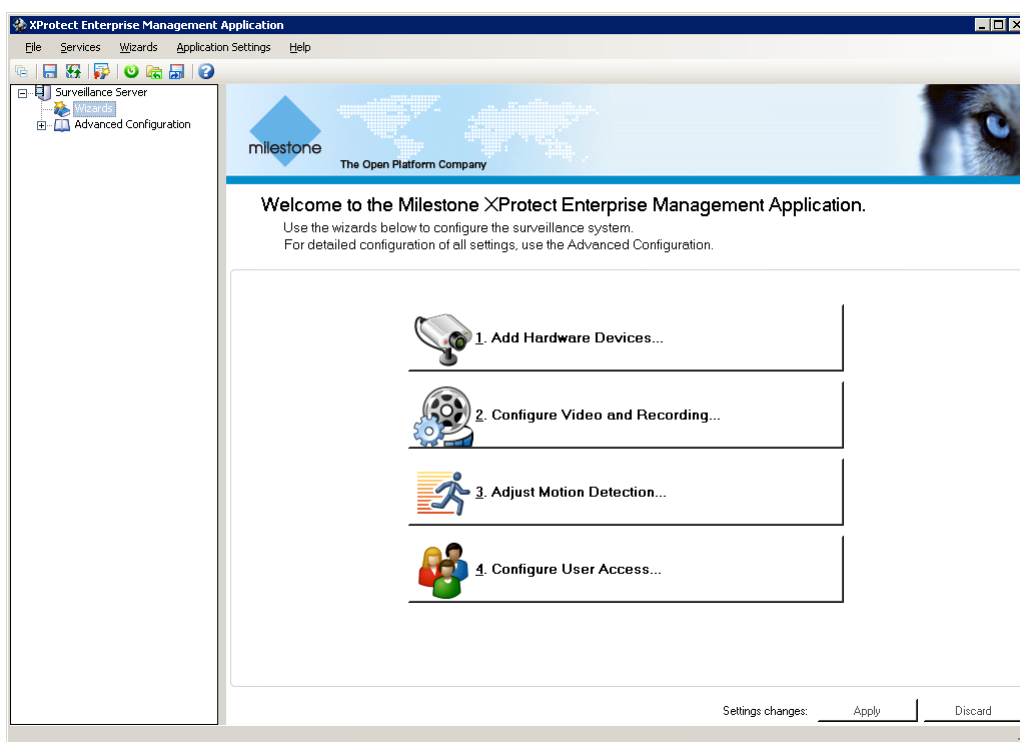 XProtect Enterprise Management Application
File Services Wizards Application Settings Help
Surveillance Server
Wizards
Advanced Configuration
milestone
The Open Platform Company
Welcome to the Milestone XProtect Enterprise Management Application.
Use the wizards below to configure the surveillance system.
For detailed configuration of all settings, use the Advanced Configuration.
1. Add Hardware Devices...
2. Configure Video and Recording...
3. Adjust Motion Detection...
4. Configure User Access...
Settings changes: Apply Discard